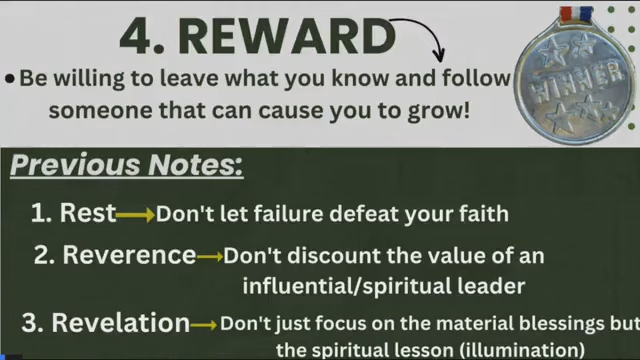 4. REWARD
WINNER
• Be willing to leave what you know and follow
someone that can cause you to grow!
Previous Notes:
1. Rest → Don't let failure defeat your faith
2. Reverence → Don't discount the value of an
influential/spiritual leader
3. Revelation → Don't just focus on the material blessings but
the spiritual lesson (illumination)